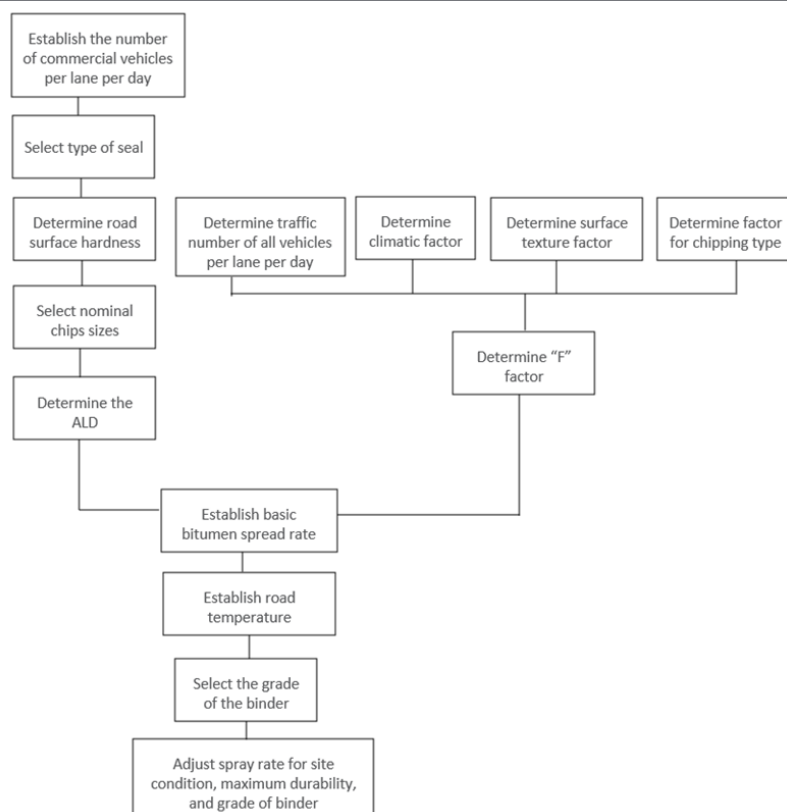 Establish the number
of commercial vehicles
per lane per day
Select type of seal
Determine road
surface hardness
Select nominal
chips sizes
Determine the
ALD
Determine traffic
number of all vehicles
per lane per day
Determine
climatic factor
Determine surface
texture factor
Determine factor
for chipping type
Determine “F”
factor
Establish basic
bitumen spread rate
Establish road
temperature
Select the grade
of the binder
Adjust spray rate for site
condition, maximum durability,
and grade of binder